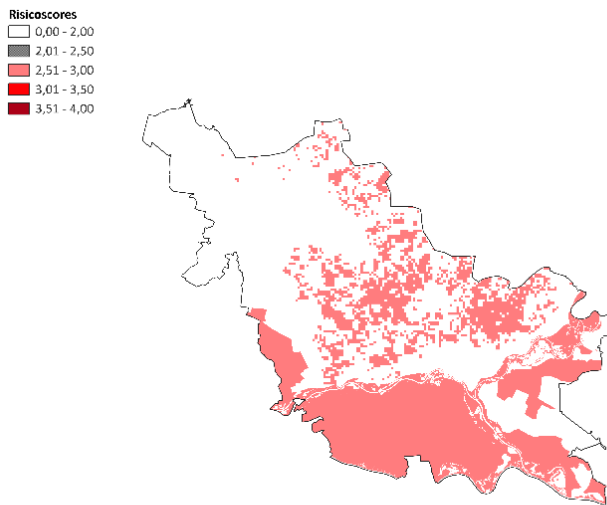 Risicoscores
0,00 - 2,00
2,01 - 2,50
2,51 - 3,00
3,01 - 3,50
3,51 - 4,00